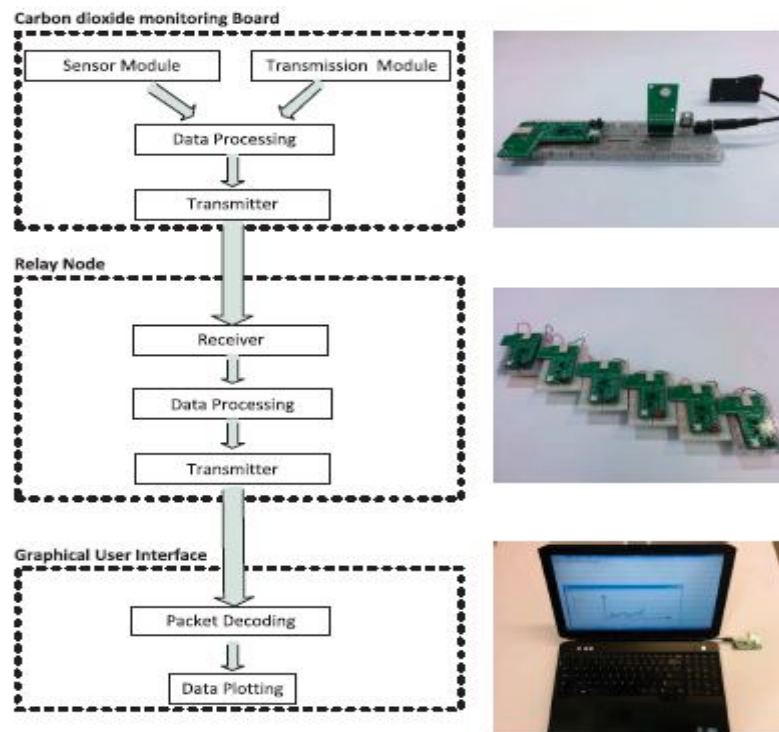 Carbon dioxide monitoring Board
Sensor Module
Transmission Module
Data Processing
Transmitter
Relay Node
Receiver
Data Processing
Transmitter
Graphical User Interface
Packet Decoding
Data Plotting